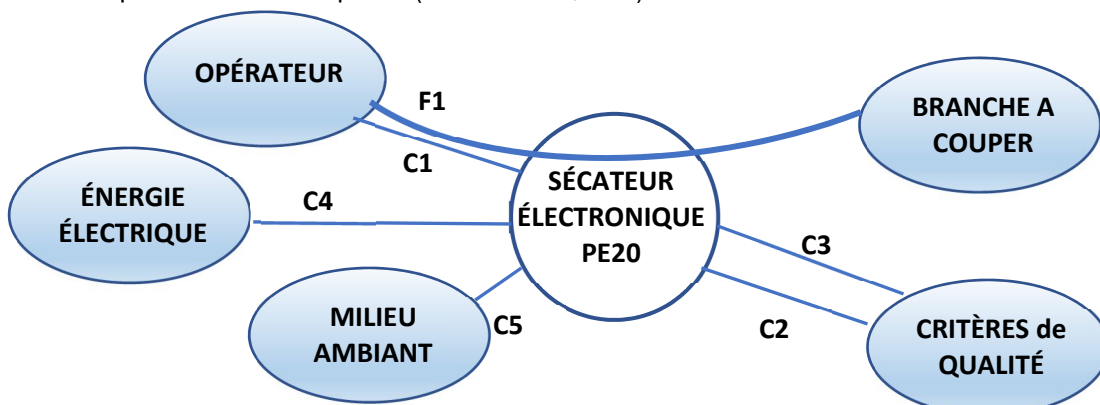 OPÉRATEUR
F1
BRANCHE A
COUPER
C1
SÉCATEUR
ÉLECTRONIQUE
PE20
ÉNERGIE
ÉLECTRIQUE
C4
C3
MILIEU
AMBIANT
C5
C2
CRITÈRES de
QUALITÉ